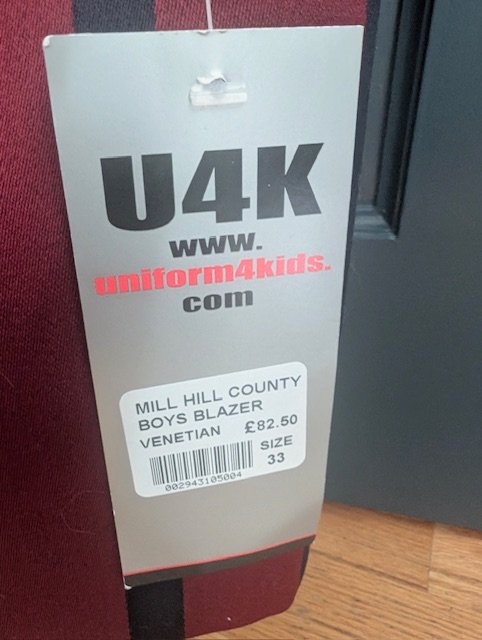 U4K
www.
uniform4kids.
com
MILL HILL COUNTY
BOYS BLAZER
VENETIAN £82.50
SIZE
33
002943105004